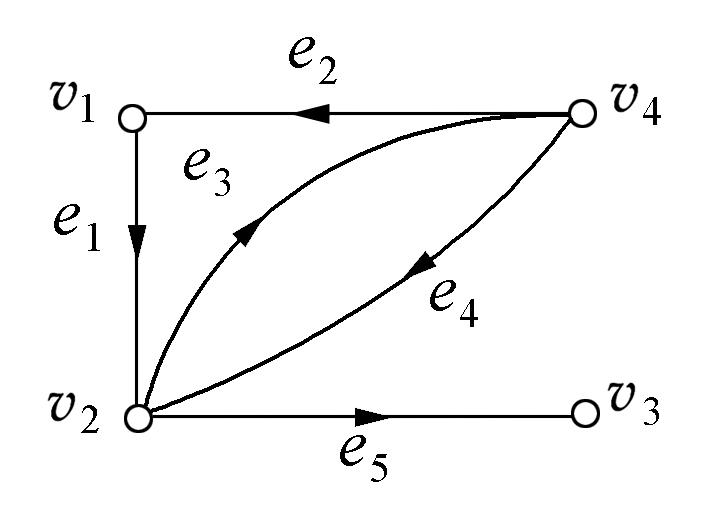 e₂
v₁
v₄
e₃
e₁
e₄
v₂
v₃
e₅